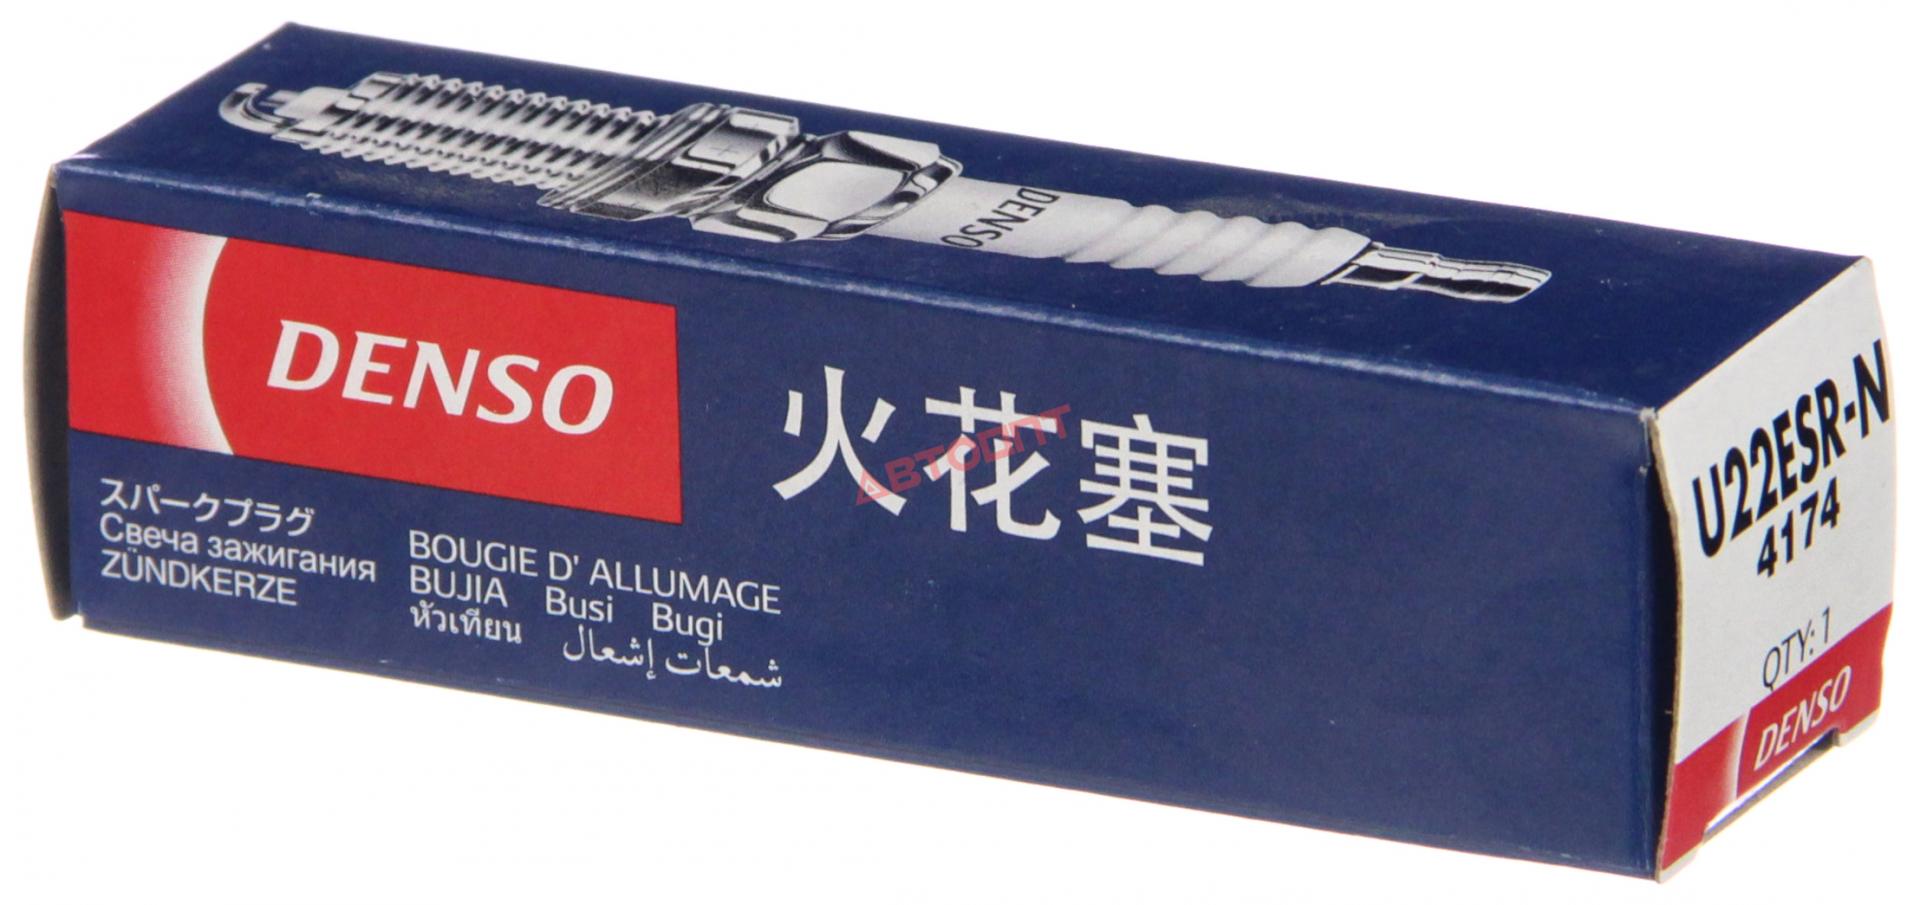 DENSO
DENSO
火花塞
АВТООПТ
スパークプラグ
Свеча зажигания
ZÜNDKERZE
BOUGIE D' ALLUMAGE
BUJIA Busi Bugi
หัวเทียน
شمعات إشعال
U22ESR-N
4174
QTY: 1
DENSO